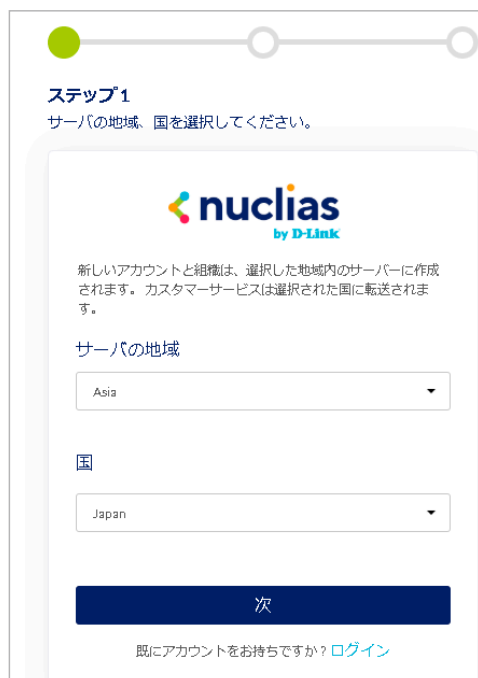 ステップ1
サーバの地域、国を選択してください。
nuclias
by D-Link
新しいアカウントと組織は、選択した地域内のサーバーに作成
されます。 カスタマーサービスは選択された国に転送されま
す。
サーバの地域
Asia
国
Japan
次
既にアカウントをお持ちですか？ログイン